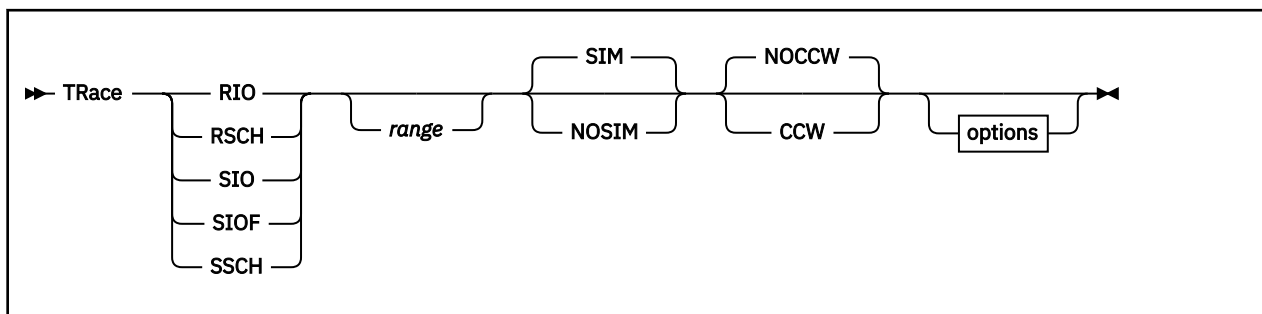 SIM NOCCW
TRace RIO
range NOSIM CCW options
RSCH
SIO
SIOF
SSCH